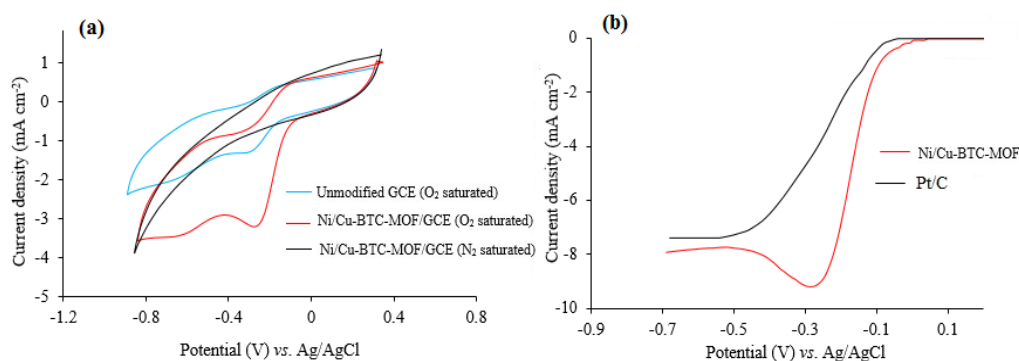 (a)
Current density (mA cm⁻²)
1
0
-1
-2
-3
-4
-5
-1.2
-0.8
-0.4
0
0.4
0.8
Unmodified GCE (O₂ saturated)
Ni/Cu-BTC-MOF/GCE (O₂ saturated)
Ni/Cu-BTC-MOF/GCE (N₂ saturated)
Potential (V) vs. Ag/AgCl
(b)
Current density (mA cm⁻²)
0
-2
-4
-6
-8
-10
-0.9
-0.7
-0.5
-0.3
-0.1
0.1
Ni/Cu-BTC-MOF
Pt/C
Potential (V) vs. Ag/AgCl